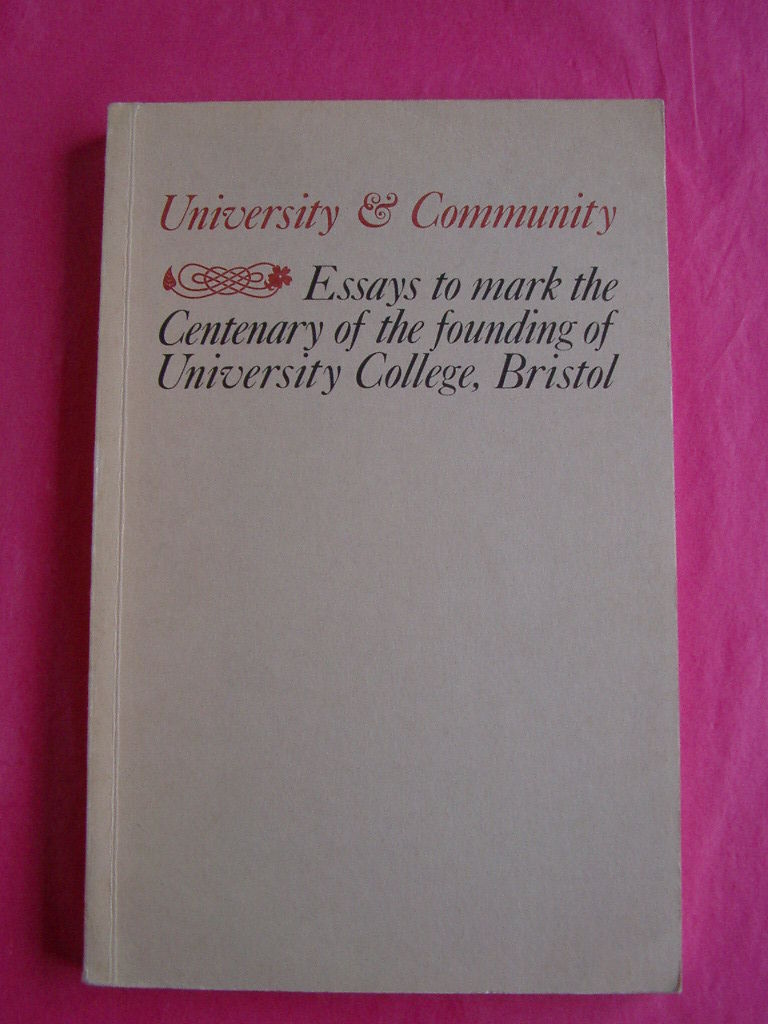 University & Community
Essays to mark the
Centenary of the founding of
University College, Bristol